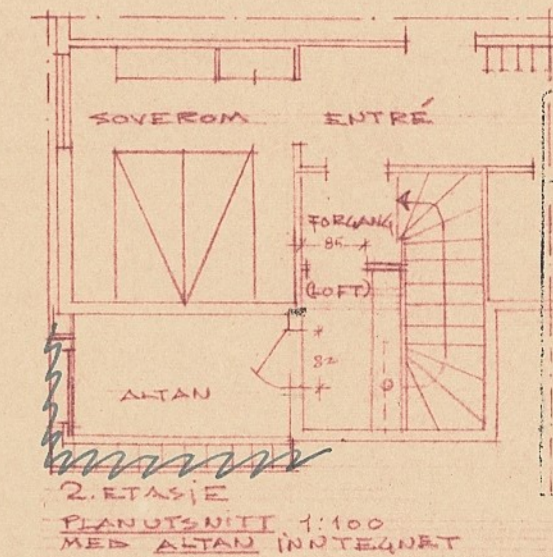 SOVEROM
ENTRÉ
FORGANG
85
(LOFT)
82
ALTAN
2. ETASJE
PLANUTSNITT 1:100
MED ALTAN INNTEGNET